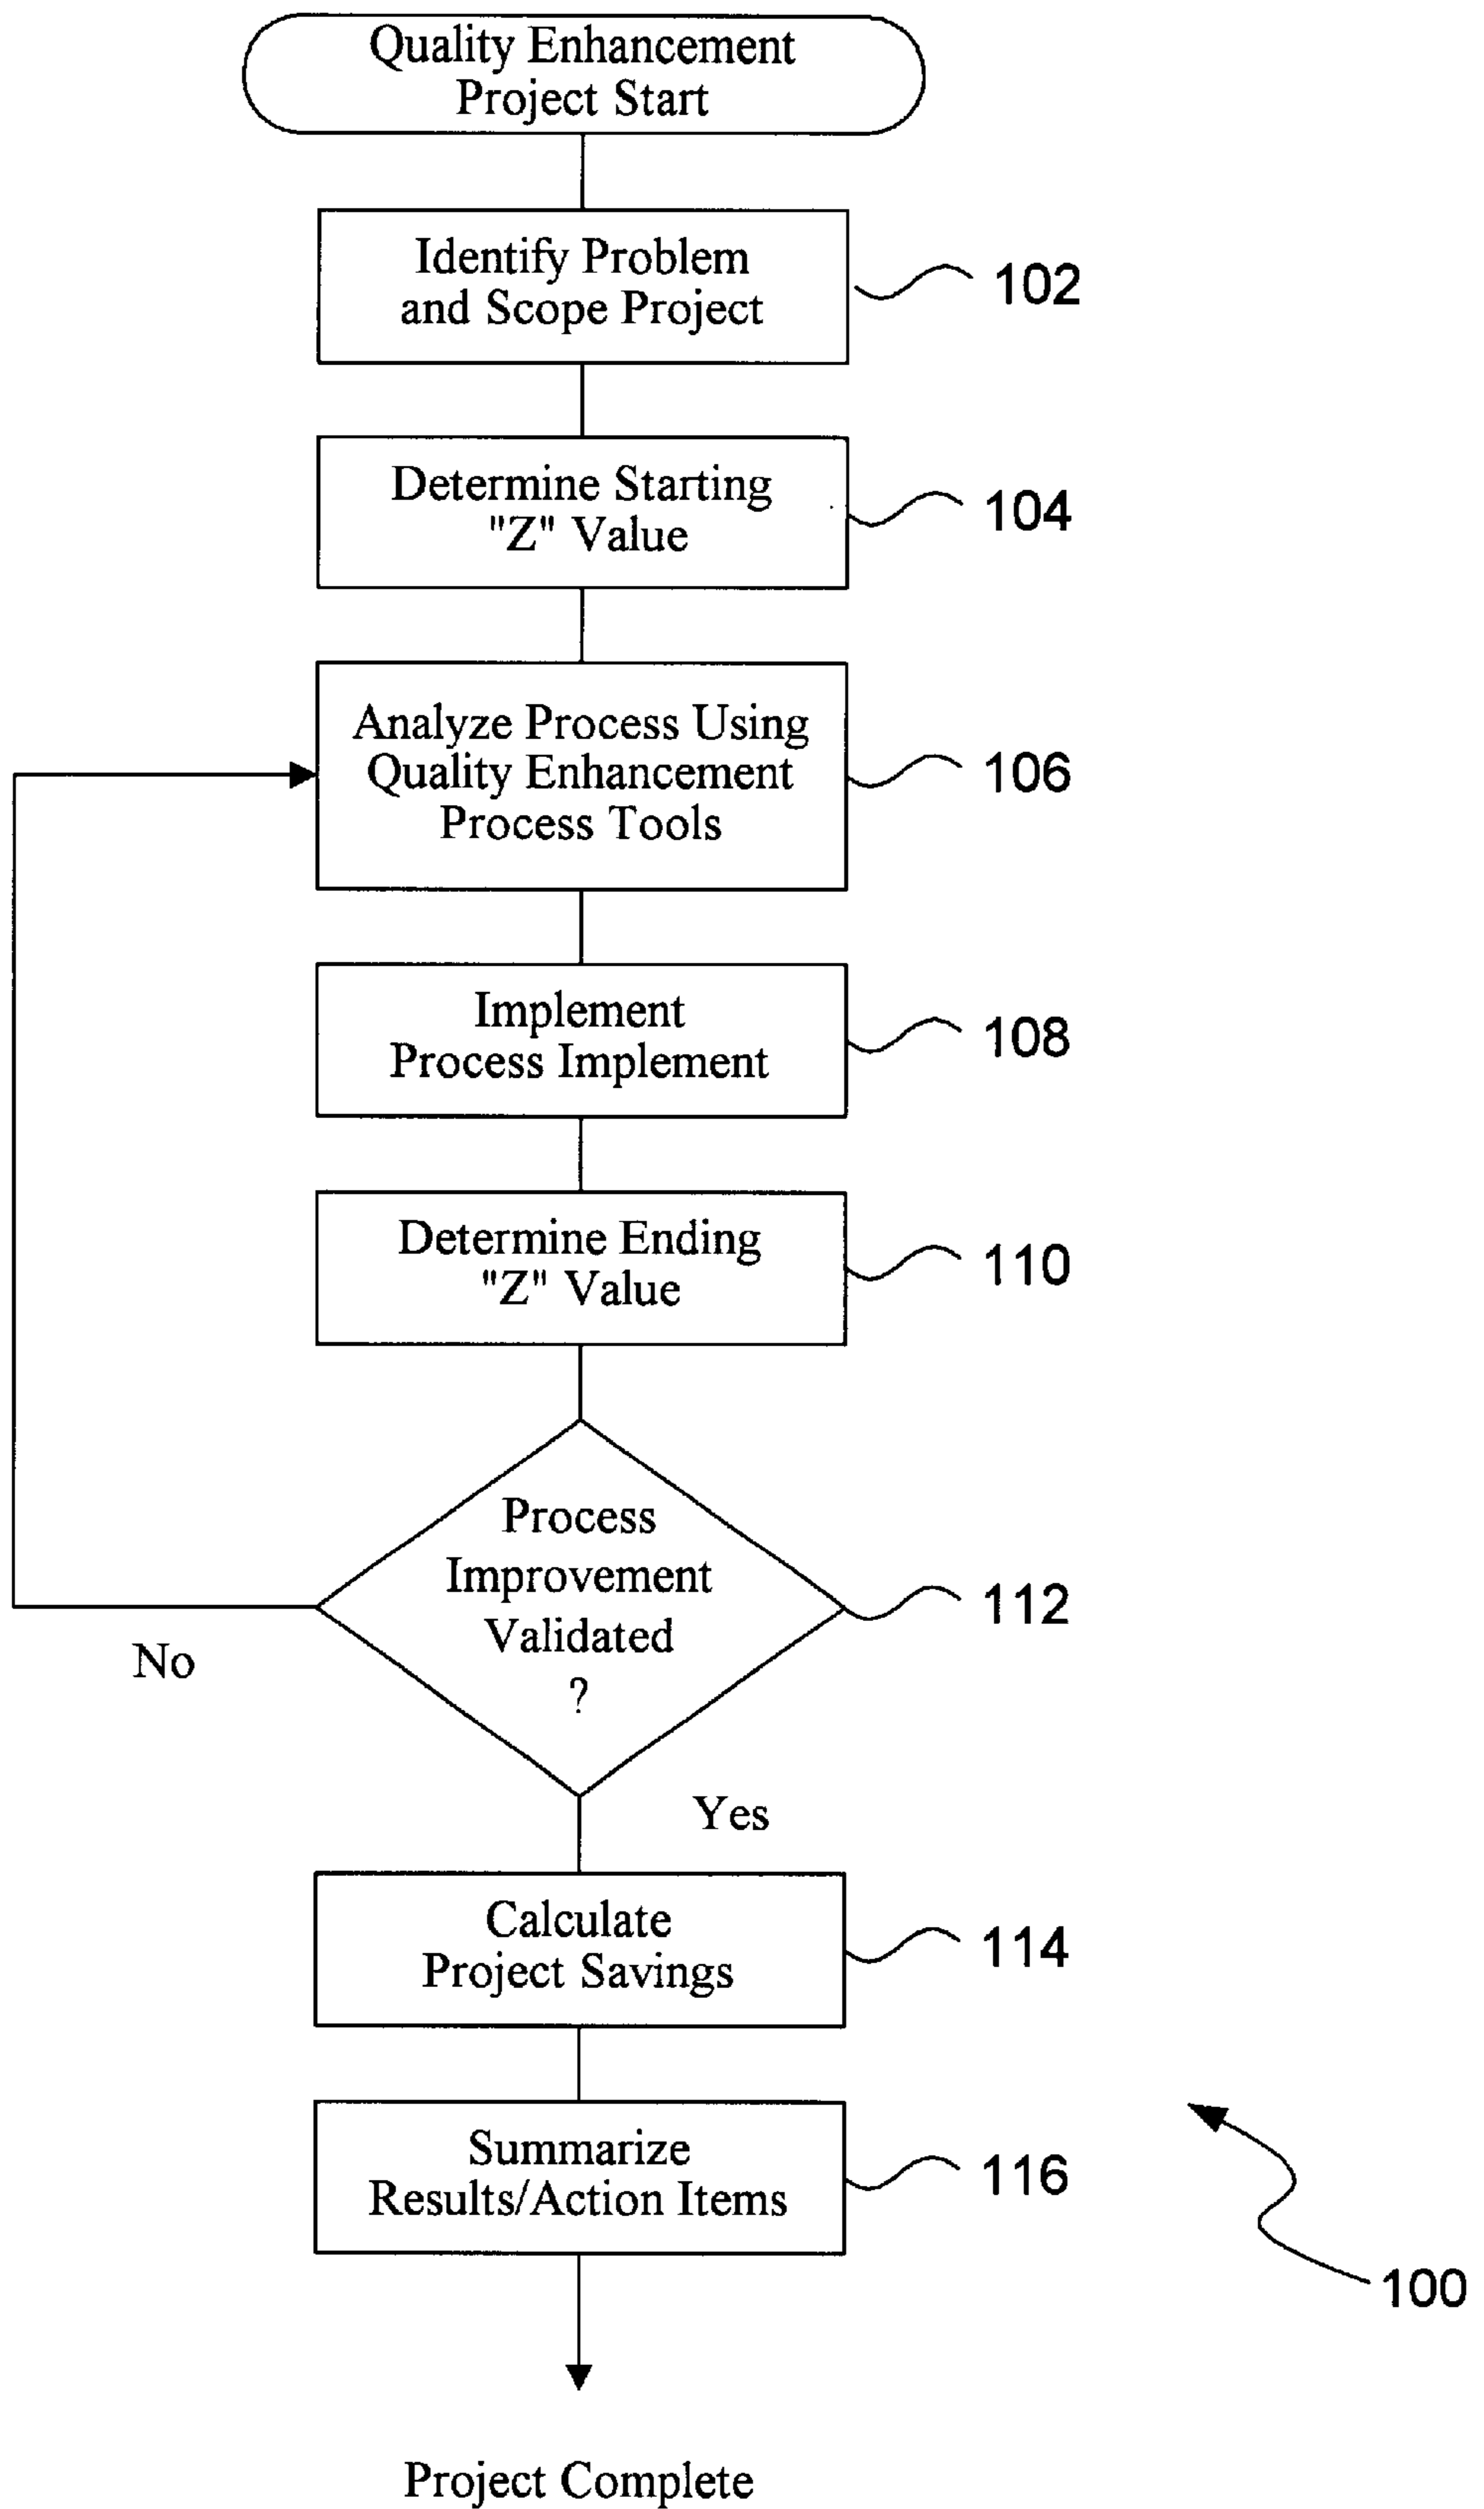 Quality Enhancement
Project Start
Identify Problem
and Scope Project
102
Determine Starting
"Z" Value
104
Analyze Process Using
Quality Enhancement
Process Tools
106
Implement
Process Implement
108
Determine Ending
"Z" Value
110
Process
Improvement
Validated
?
112
No
Yes
Calculate
Project Savings
114
Summarize
Results/Action Items
116
100
Project Complete